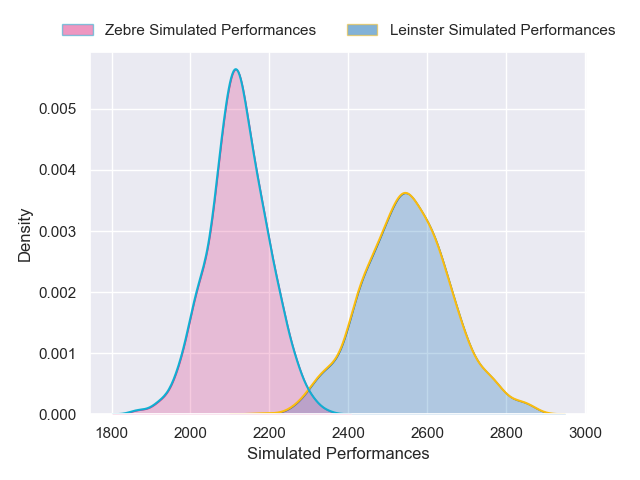 Zebre Simulated Performances
Leinster Simulated Performances
0.005
0.004
0.003
0.002
0.001
0.000
Density
1800 2000 2200 2400 2600 2800 3000
Simulated Performances